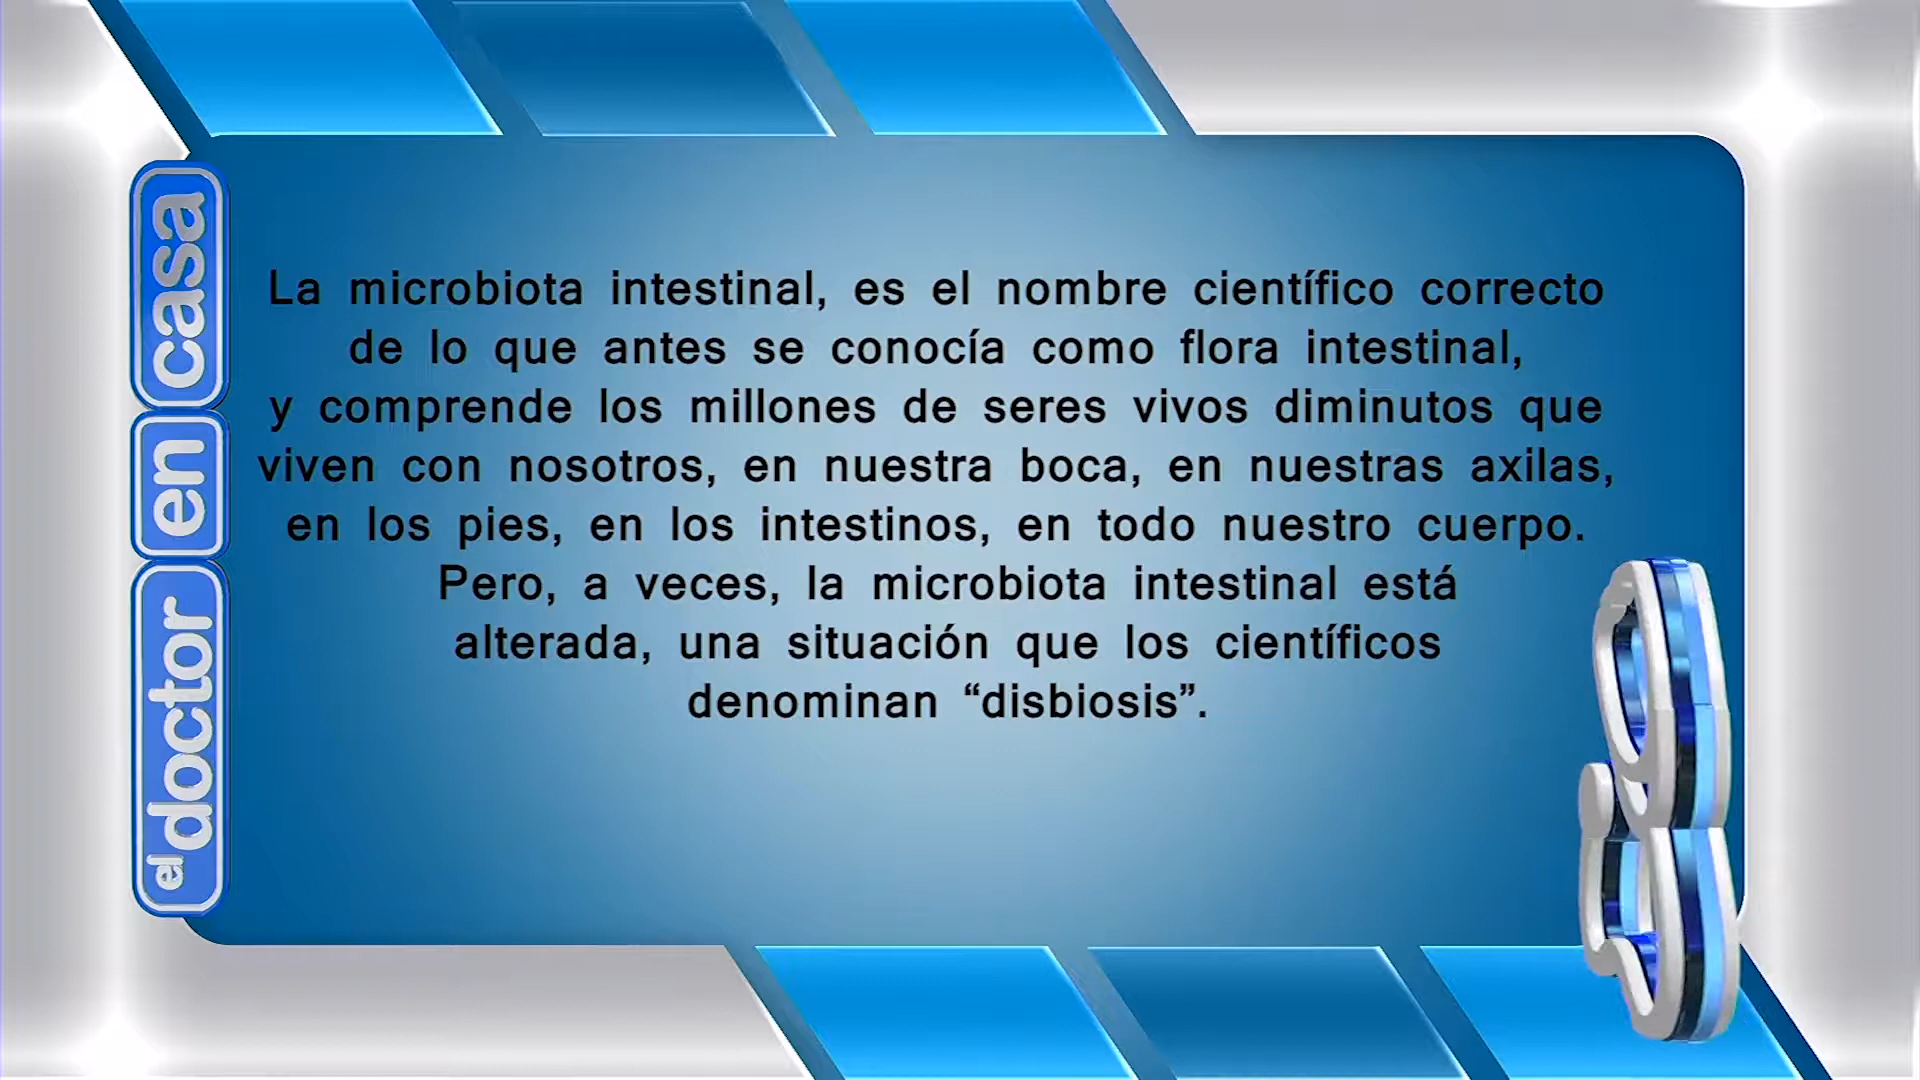 el doctor en casa
La microbiota intestinal, es el nombre científico correcto
de lo que antes se conocía como flora intestinal,
y comprende los millones de seres vivos diminutos que
viven con nosotros, en nuestra boca, en nuestras axilas,
en los pies, en los intestinos, en todo nuestro cuerpo.
Pero, a veces, la microbiota intestinal está
alterada, una situación que los científicos
denominan “disbiosis”.